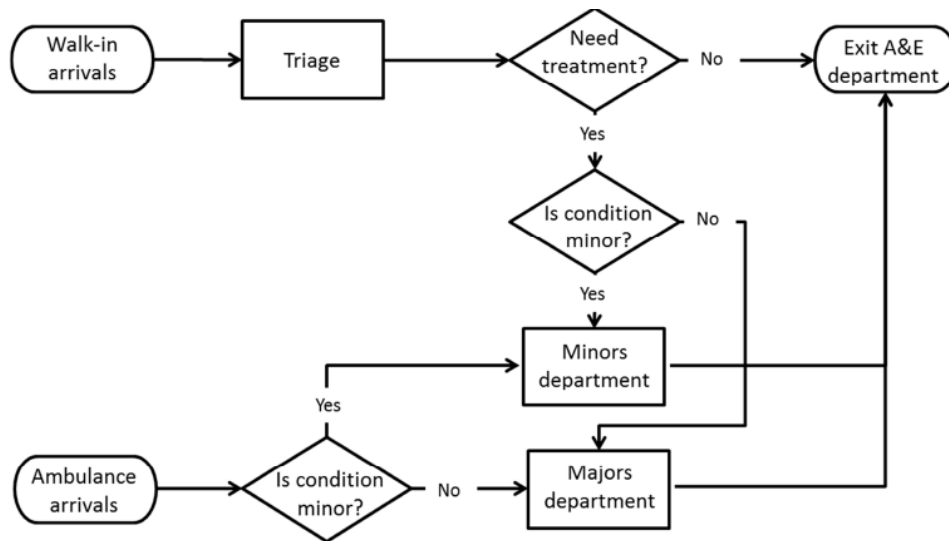 Walk-in
arrivals
Triage
Need
treatment?
No
Exit A&E
department
Yes
Is condition
minor?
No
Yes
Minors
department
Yes
Ambulance
arrivals
Is condition
minor?
No
Majors
department